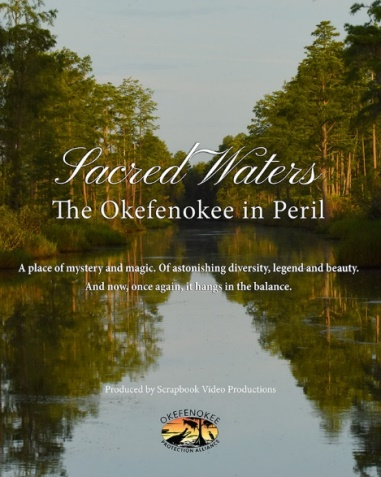 Sacred Waters
The Okefenokee in Peril
A place of mystery and magic. Of astonishing diversity, legend and beauty.
And now, once again, it hangs in the balance.
Produced by Scrapbook Video Productions
OKEFENOKEE
PROTECTION ALLIANCE